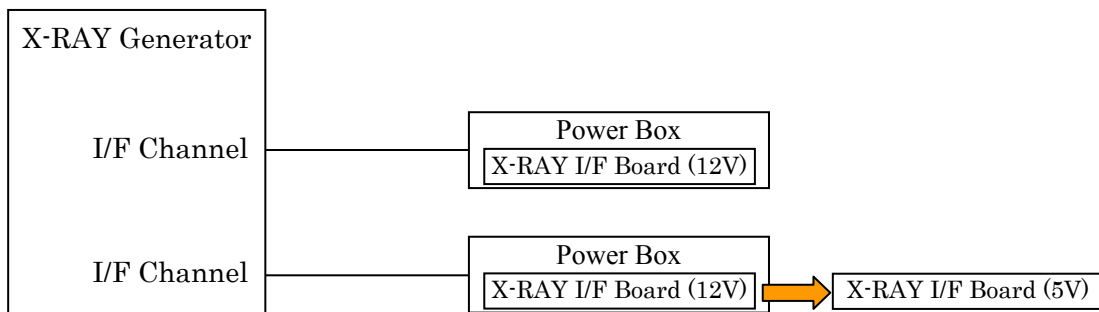 X-RAY Generator
I/F Channel
Power Box
X-RAY I/F Board (12V)
I/F Channel
Power Box
X-RAY I/F Board (12V)
X-RAY I/F Board (5V)